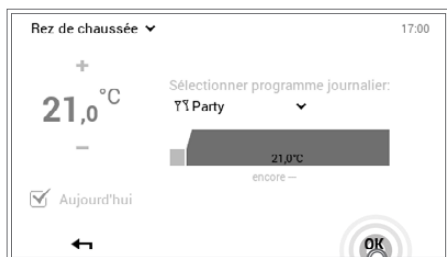 Rez de chaussée
17:00
+
21,0 °C
–
Sélectionner programme journalier:
Party
21,0°C
encore --
Aujourd'hui
OK